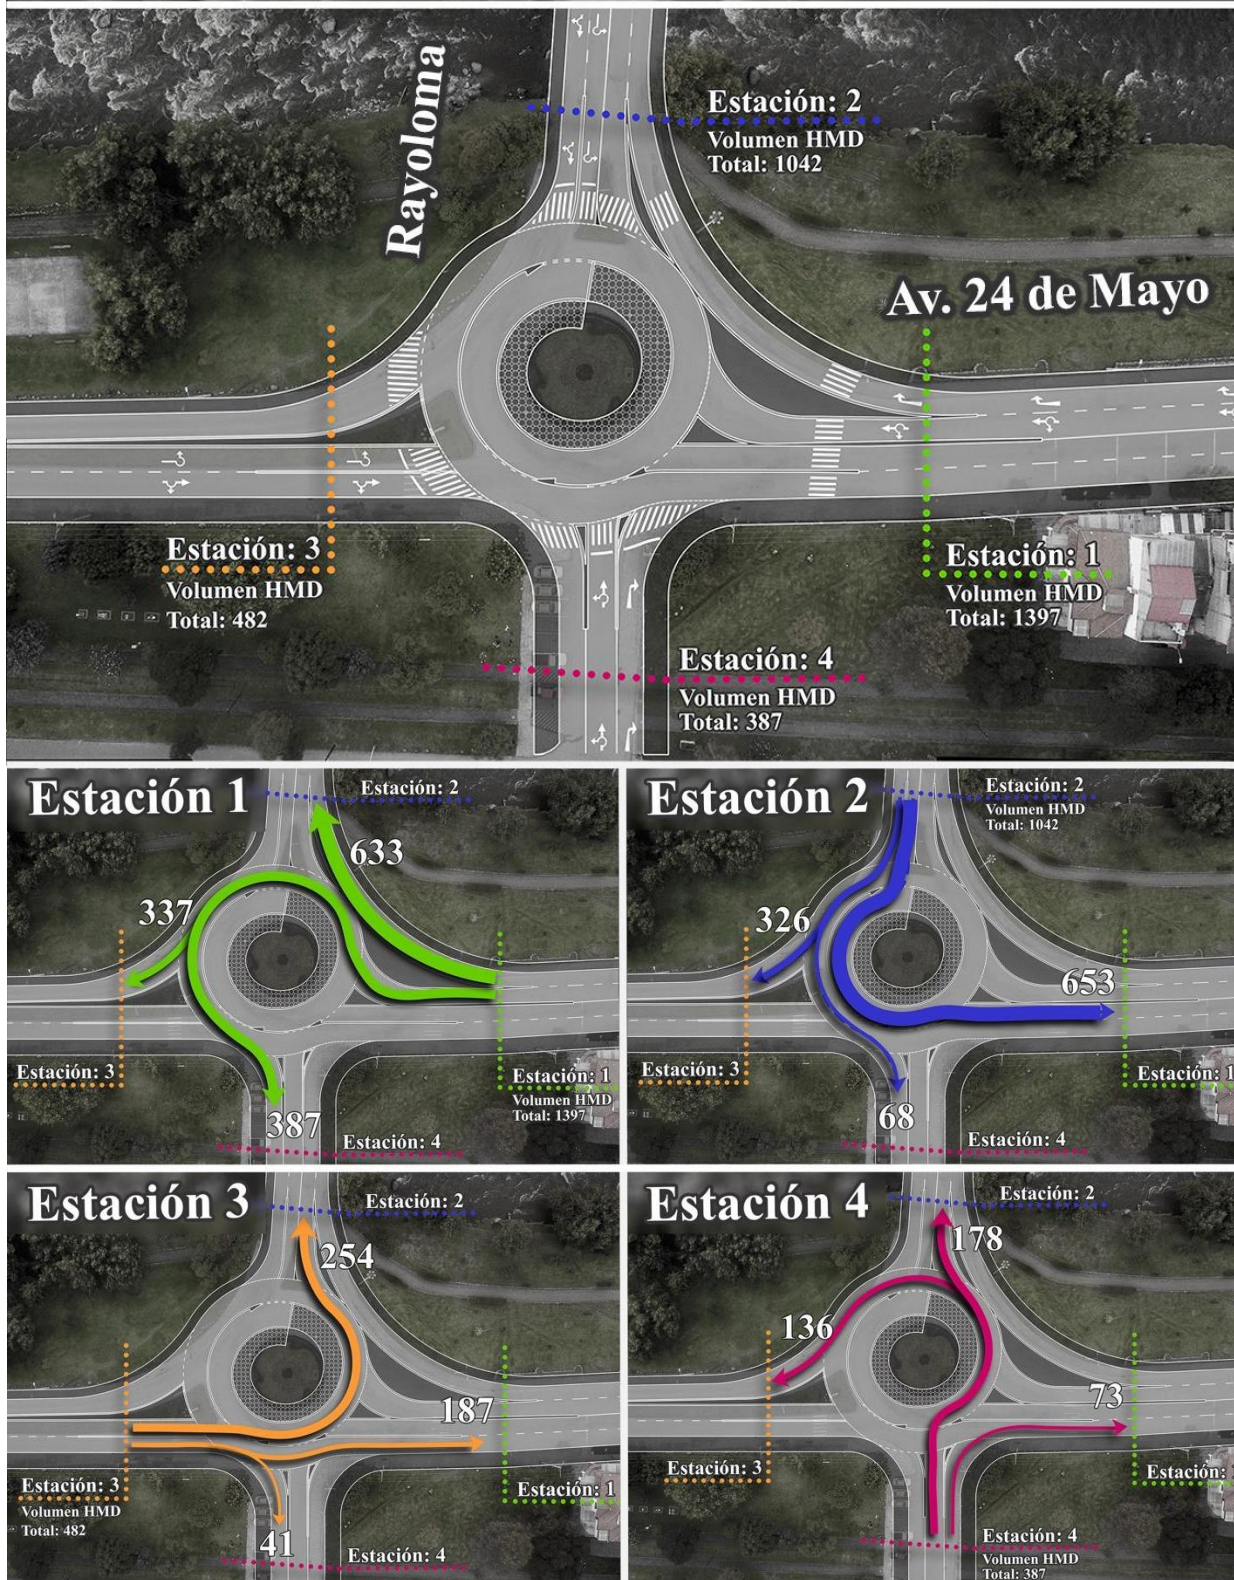 Rayoloma
Estación: 2
Volumen HMD
Total: 1042
Av. 24 de Mayo
Estación: 3
Volumen HMD
Total: 482
Estación: 1
Volumen HMD
Total: 1397
Estación: 4
Volumen HMD
Total: 387
Estación 1
Estación: 2
633
337
Estación: 3
Estación: 1
Volumen HMD
Total: 1397
387
Estación: 4
Estación 2
Estación: 2
Volumen HMD
Total: 1042
326
653
Estación: 3
Estación: 1
68
Estación: 4
Estación 3
Estación: 2
254
187
Estación: 3
Volumen HMD
Total: 482
Estación: 1
41
Estación: 4
Estación 4
Estación: 2
178
136
73
Estación: 3
Estación:
Estación: 4
Volumen HMD
Total: 387